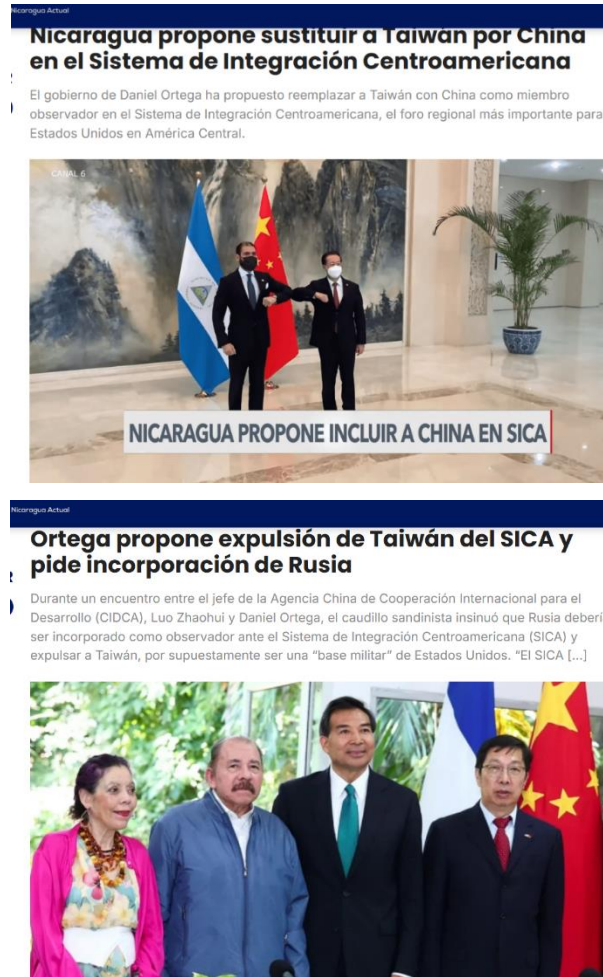 Nicaragua Actual
Nicaragua propone sustituir a Taiwán por China
en el Sistema de Integración Centroamericana
El gobierno de Daniel Ortega ha propuesto reemplazar a Taiwán con China como miembro
observador en el Sistema de Integración Centroamericana, el foro regional más importante para
Estados Unidos en América Central.
CANAL 6
NICARAGUA PROPONE INCLUIR A CHINA EN SICA
Nicaragua Actual
Ortega propone expulsión de Taiwán del SICA y
pide incorporación de Rusia
Durante un encuentro entre el jefe de la Agencia China de Cooperación Internacional para el
Desarrollo (CIDCA), Luo Zhaohui y Daniel Ortega, el caudillo sandinista insinuó que Rusia deberí
ser incorporado como observador ante el Sistema de Integración Centroamericana (SICA) y
expulsar a Taiwán, por supuestamente ser una “base militar” de Estados Unidos. “El SICA [...]